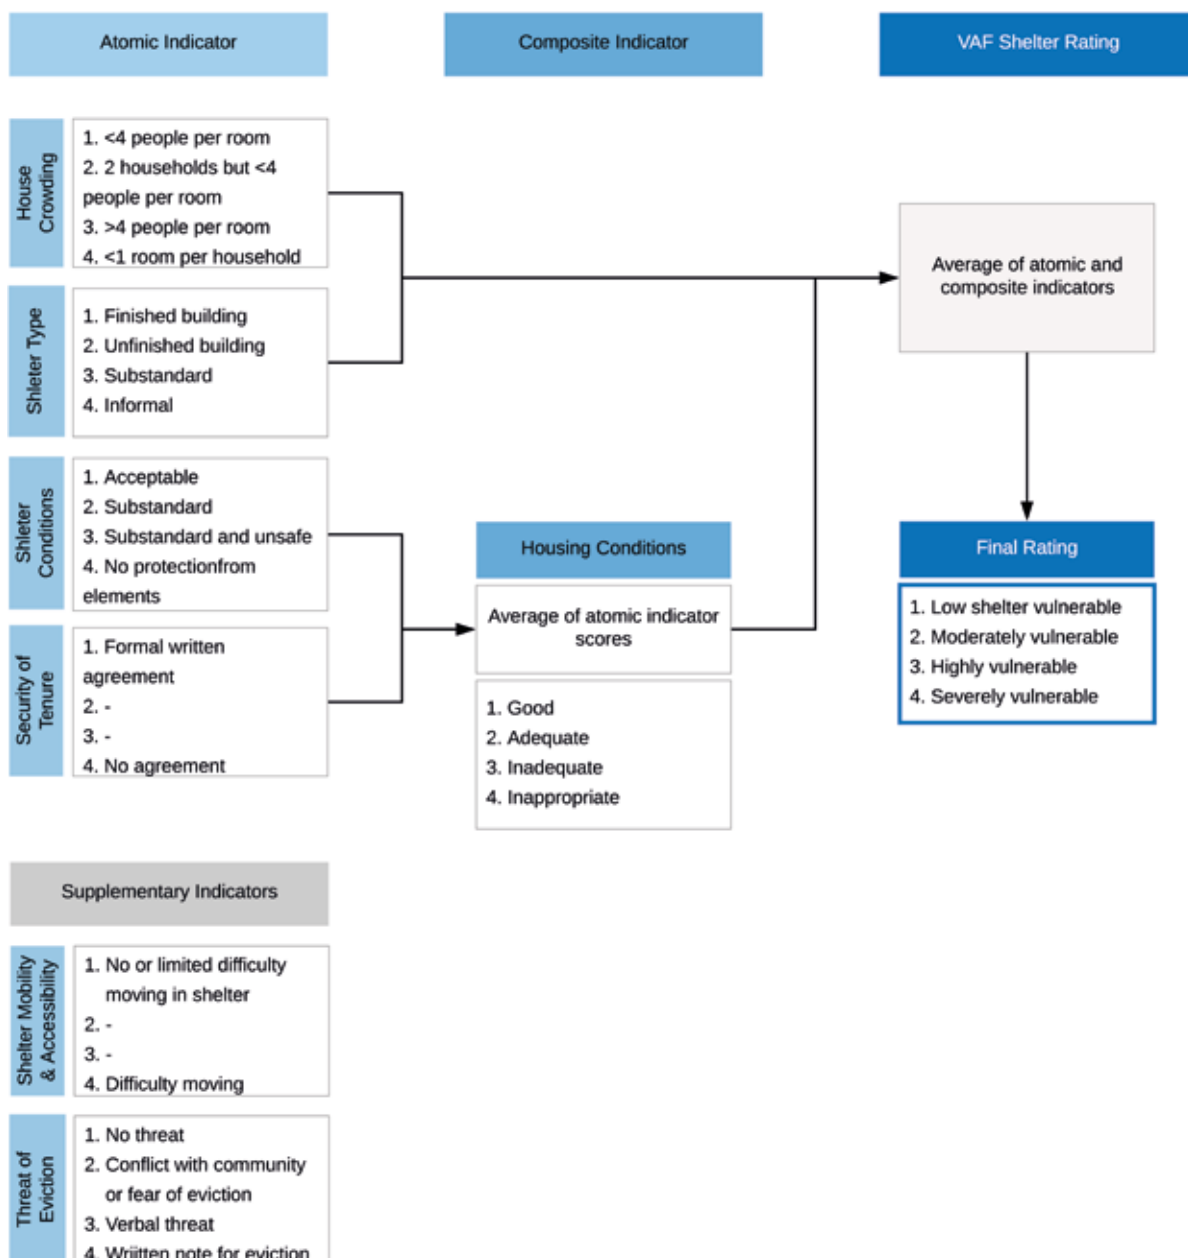 Atomic Indicator
Composite Indicator
VAF Shelter Rating
House
Crowding
1. <4 people per room
2. 2 households but <4
people per room
3. >4 people per room
4. <1 room per household
Shleter Type
1. Finished building
2. Unfinished building
3. Substandard
4. Informal
Shleter
Conditions
1. Acceptable
2. Substandard
3. Substandard and unsafe
4. No protectionfrom
elements
Security of
Tenure
1. Formal written
agreement
2. -
3. -
4. No agreement
Housing Conditions
Average of atomic indicator
scores
1. Good
2. Adequate
3. Inadequate
4. Inappropriate
Average of atomic and
composite indicators
Final Rating
1. Low shelter vulnerable
2. Moderately vulnerable
3. Highly vulnerable
4. Severely vulnerable
Supplementary Indicators
Shelter Mobility
& Accessibility
1. No or limited difficulty
moving in shelter
2. -
3. -
4. Difficulty moving
Threat of
Eviction
1. No threat
2. Conflict with community
or fear of eviction
3. Verbal threat
4. Wriitten note for eviction